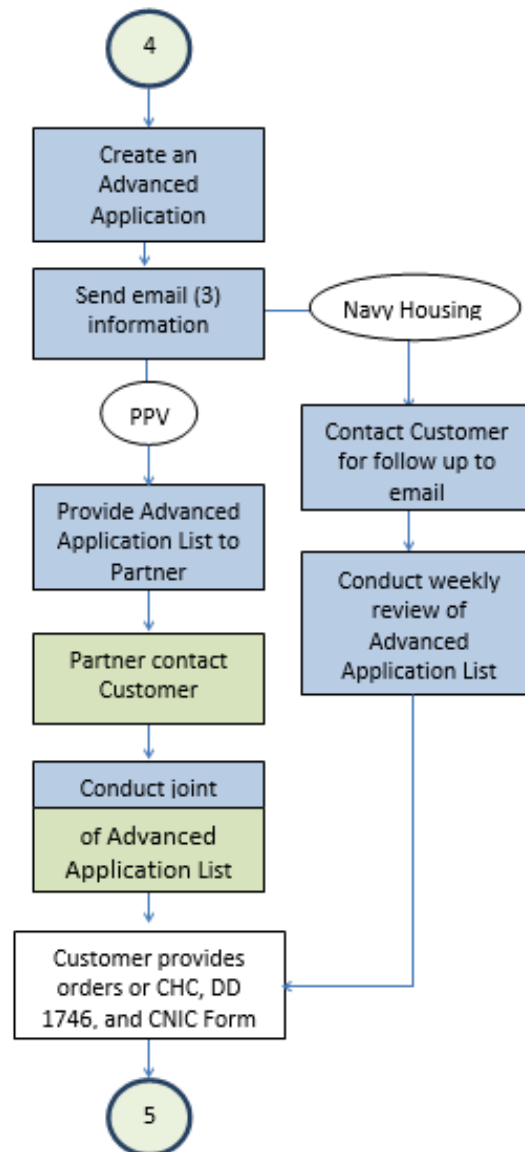 4
Create an
Advanced
Application
Send email (3)
information
Navy Housing
PPV
Contact Customer
for follow up to
email
Provide Advanced
Application List to
Partner
Conduct weekly
review of
Advanced
Application List
Partner contact
Customer
Conduct joint
of Advanced
Application List
Customer provides
orders or CHC, DD
1746, and CNIC Form
5